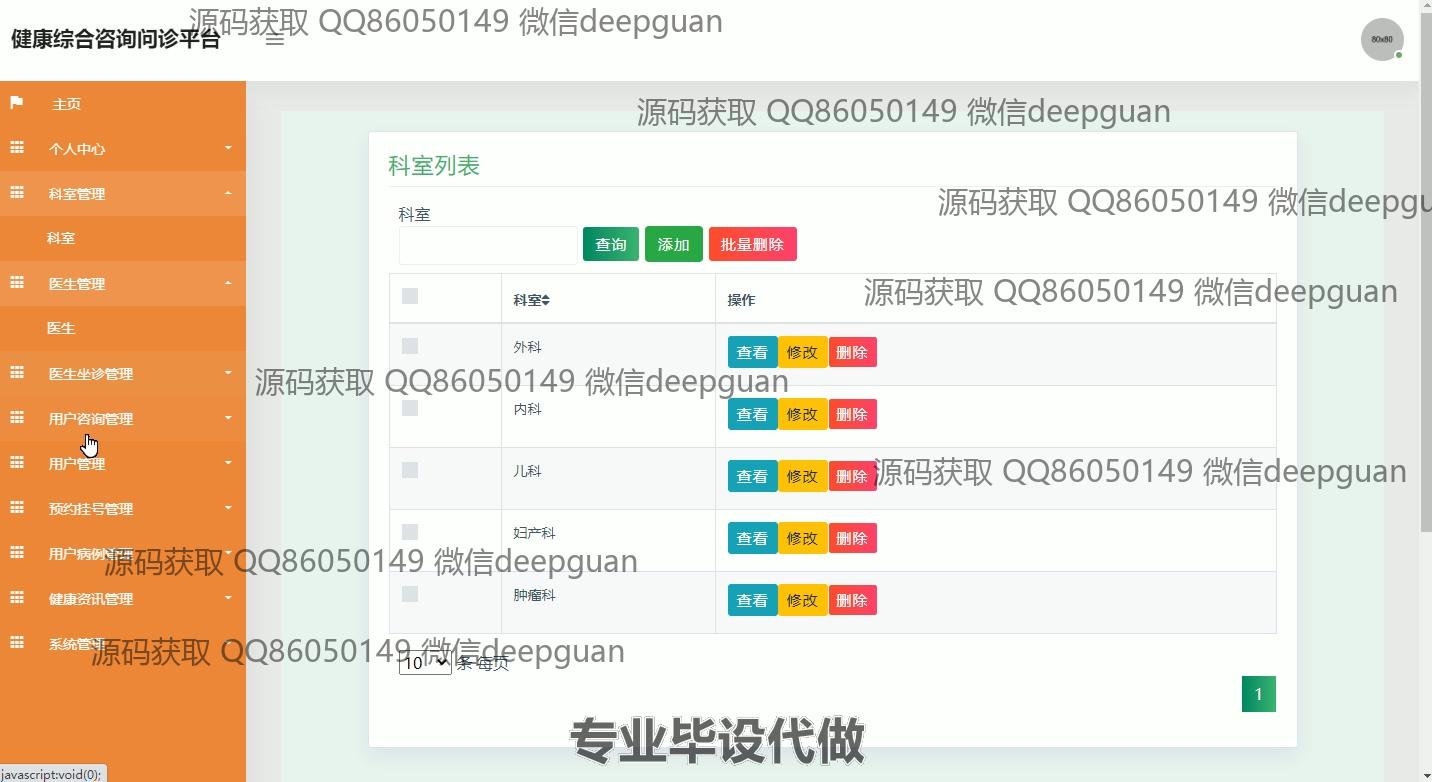 源码获取 QQ86050149 微信deepguan
健康综合咨询问诊平台
80x80
主页
源码获取 QQ86050149 微信deepguan
个人中心
科室列表
科室管理
源码获取 QQ86050149 微信deepgu
科室
科室
查询
添加
批量删除
医生管理
科室
操作
源码获取 QQ86050149 微信deepguan
医生
外科
查看
修改
删除
医生坐诊管理
源码获取 QQ86050149 微信deepguan
用户咨询管理
内科
查看
修改
删除
用户管理
儿科
查看
修改
删除
源码获取 QQ86050149 微信deepguan
预约挂号管理
妇产科
查看
修改
删除
用户病例管理
源码获取 QQ86050149 微信deepguan
健康资讯管理
肿瘤科
查看
修改
删除
系统管理
源码获取 QQ86050149 微信deepguan
10 条 每页
1
专业毕设代做
javascript:void(0);